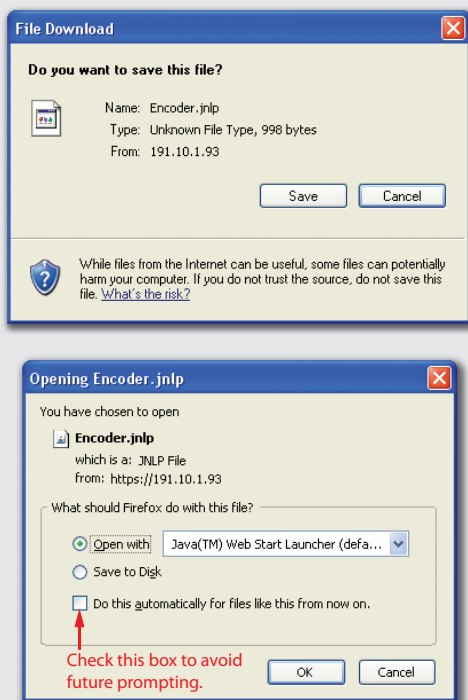 File Download
Do you want to save this file?
Name: Encoder.jnlp
Type: Unknown File Type, 998 bytes
From: 191.10.1.93
Save Cancel
While files from the Internet can be useful, some files can potentially
harm your computer. If you do not trust the source, do not save this
file. What's the risk?
Opening Encoder.jnlp
You have chosen to open
Encoder.jnlp
which is a: JNLP File
from: https://191.10.1.93
What should Firefox do with this file?
Open with Java(TM) Web Start Launcher (defa...
Save to Disk
Do this automatically for files like this from now on.
Check this box to avoid
future prompting.
OK Cancel